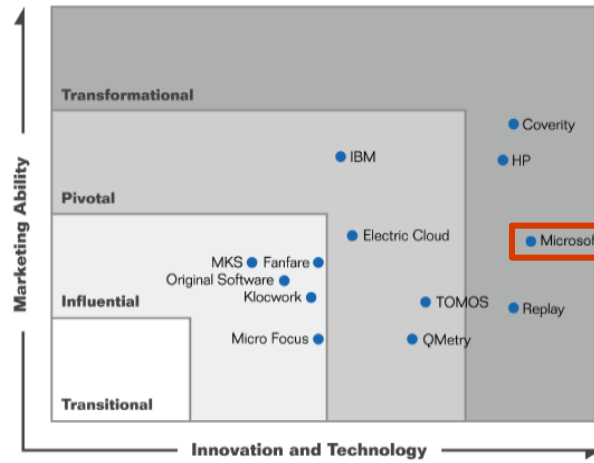 Marketing Ability
Transformational
Coverity
IBM
HP
Pivotal
Electric Cloud
Microsof
MKS
Fanfare
Original Software
Influential
Klocwork
TOMOS
Replay
Micro Focus
QMetry
Transitional
Innovation and Technology